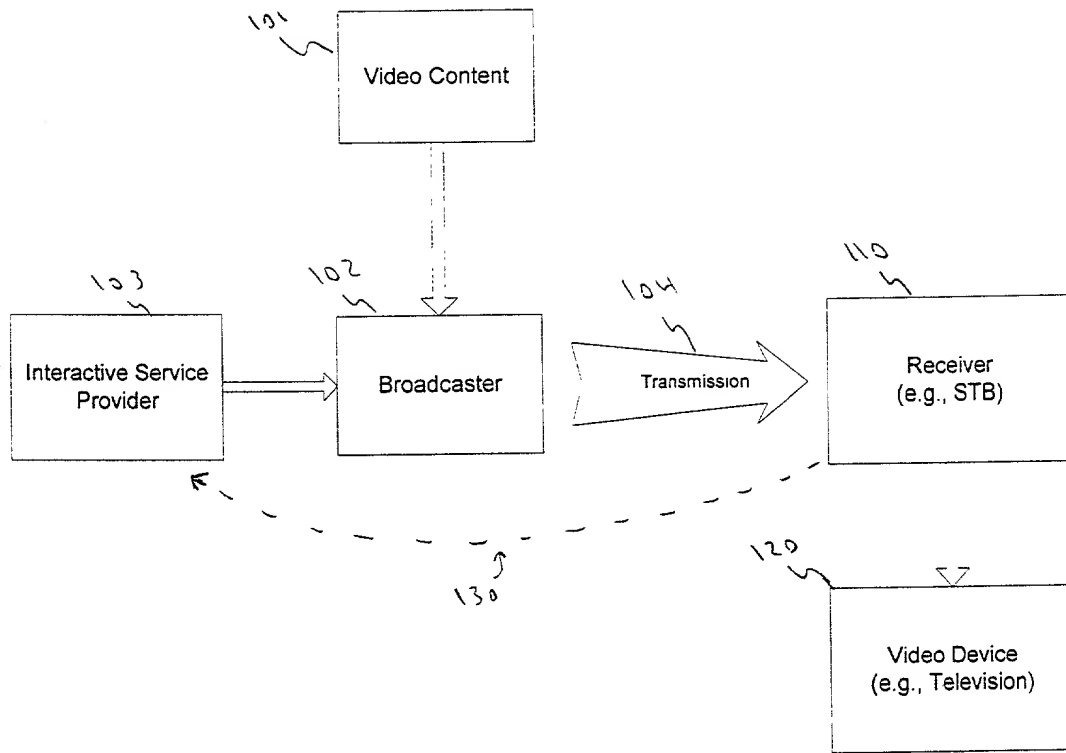 101
Video Content
103
102
104
110
Interactive Service
Provider
Broadcaster
Transmission
Receiver
(e.g., STB)
130
120
Video Device
(e.g., Television)